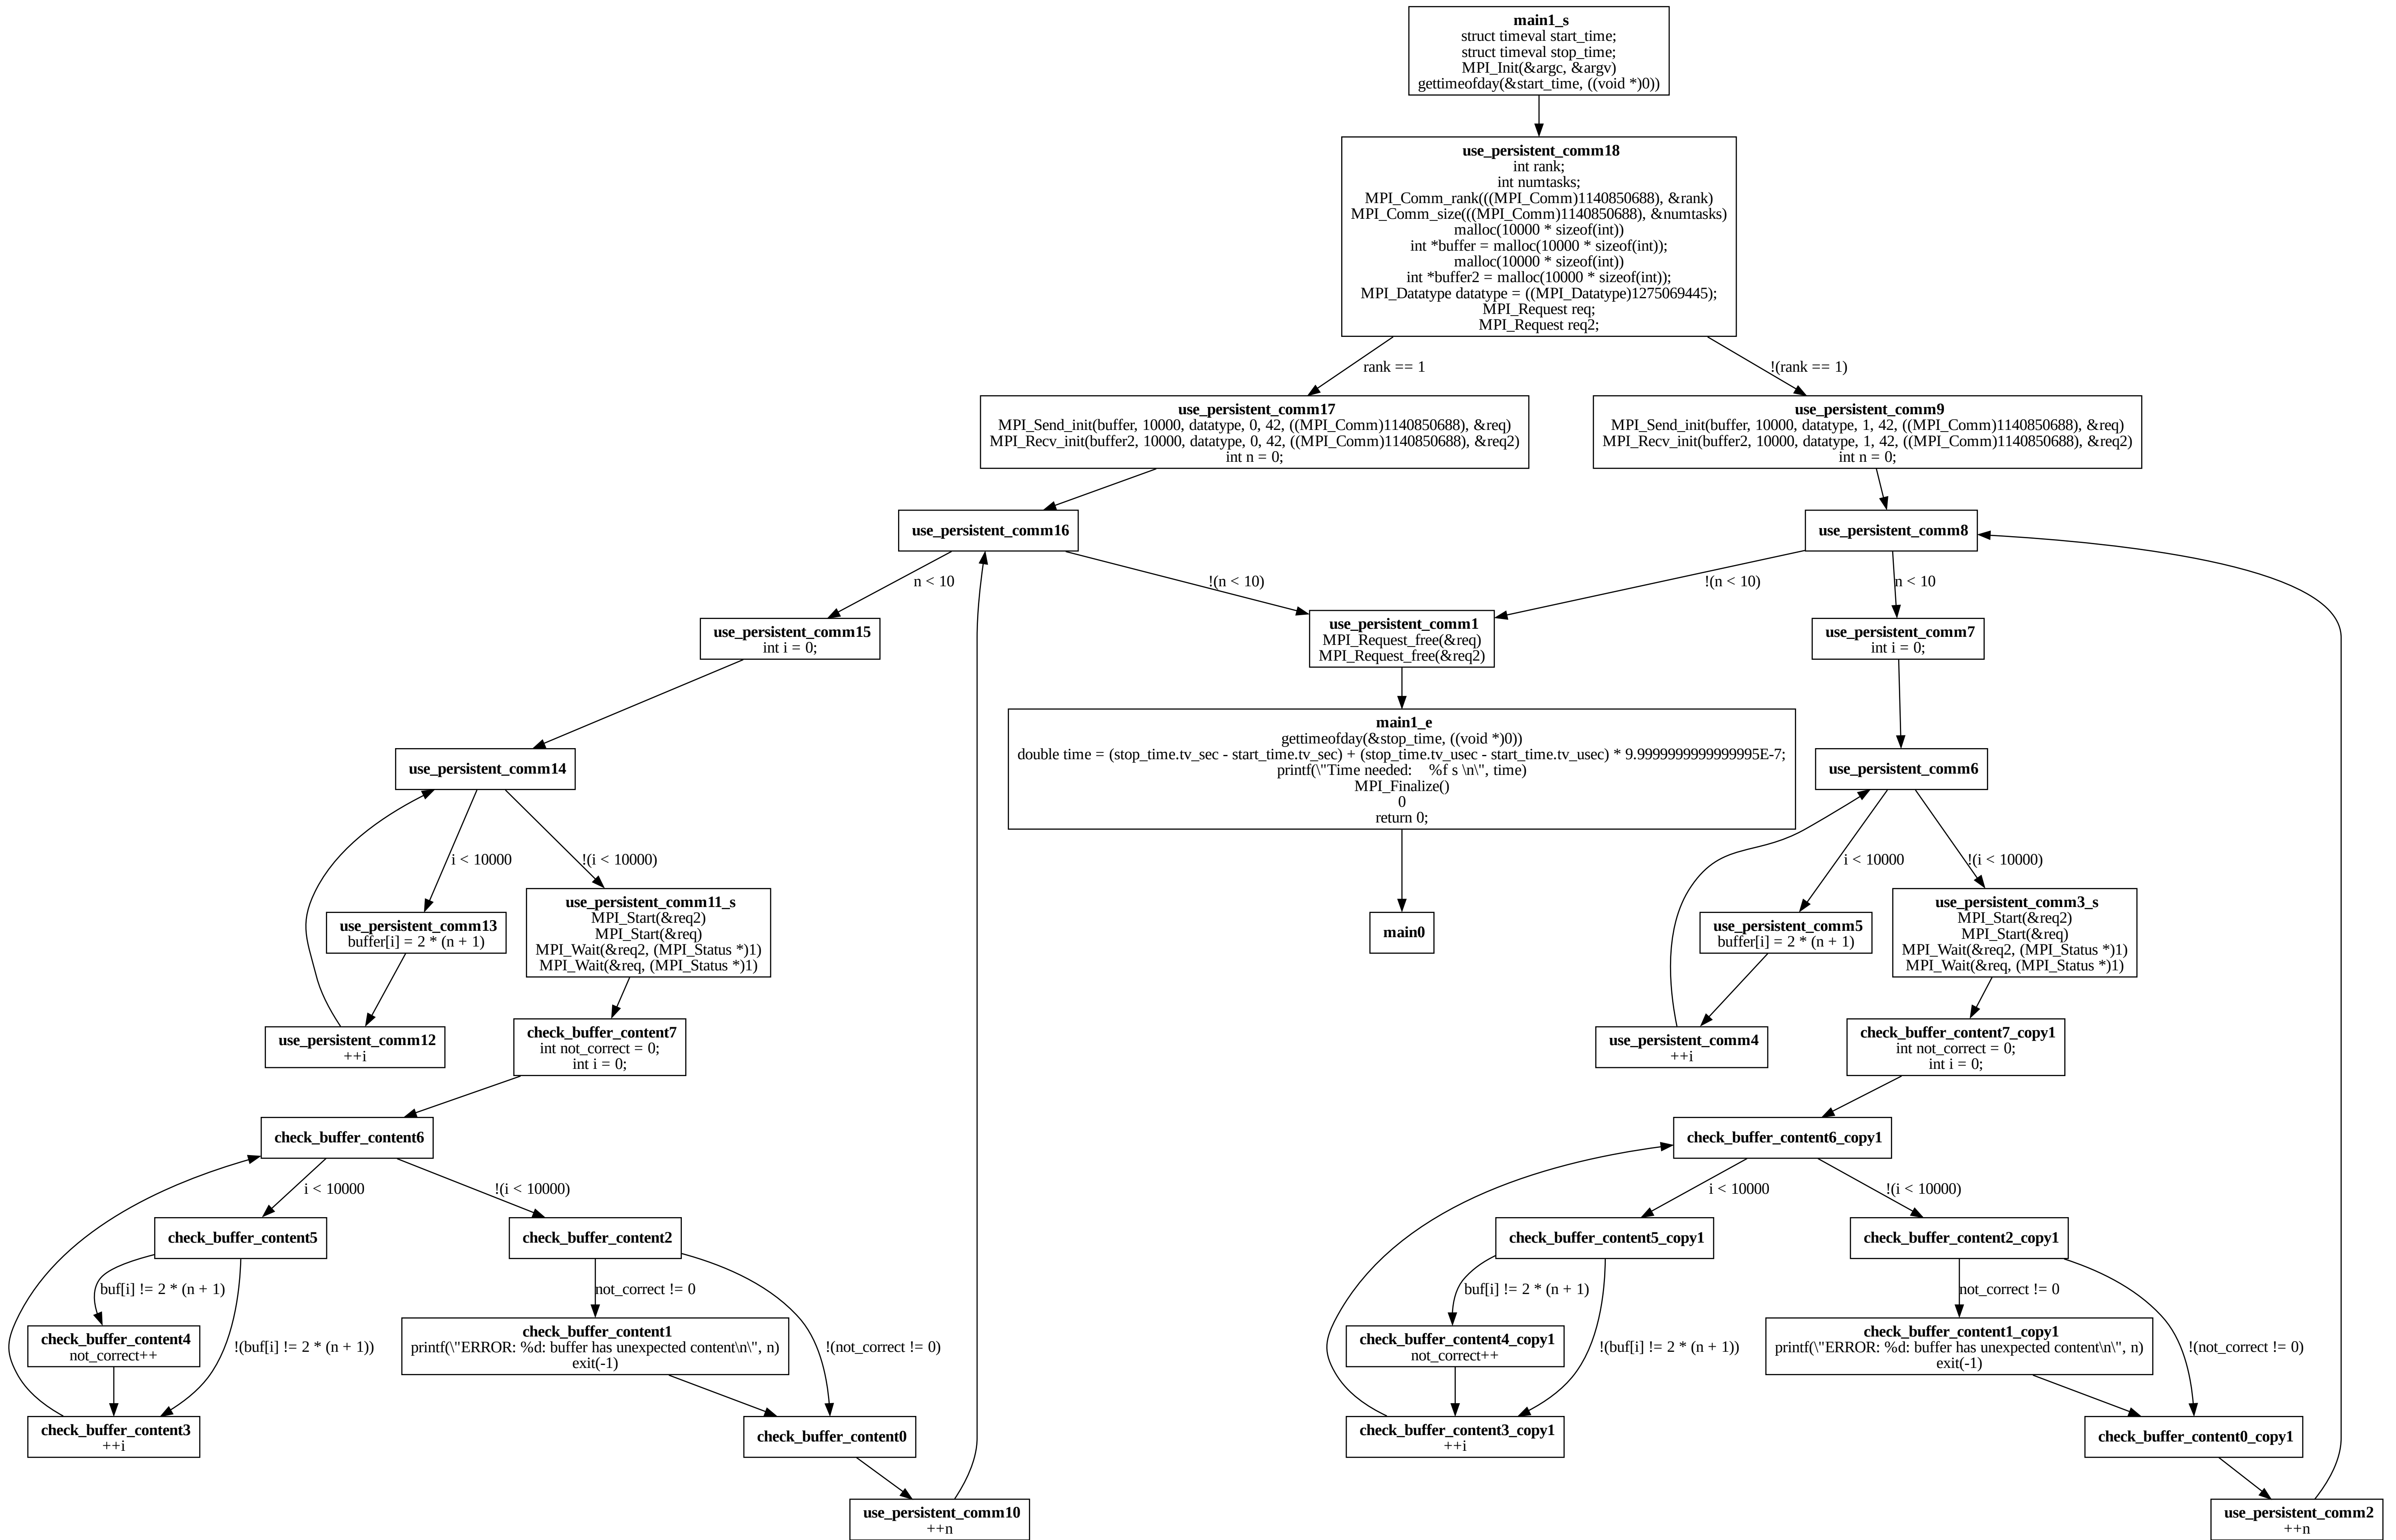 main1_s
struct timeval start_time;
struct timeval stop_time;
MPI_Init(&argc, &argv)
gettimeofday(&start_time, ((void *)0))
use_persistent_comm18
int rank;
int numtasks;
MPI_Comm_rank(((MPI_Comm)1140850688), &rank)
MPI_Comm_size(((MPI_Comm)1140850688), &numtasks)
malloc(10000 * sizeof(int))
int *buffer = malloc(10000 * sizeof(int));
malloc(10000 * sizeof(int))
int *buffer2 = malloc(10000 * sizeof(int));
MPI_Datatype datatype = ((MPI_Datatype)1275069445);
MPI_Request req;
MPI_Request req2;
rank == 1
!(rank == 1)
use_persistent_comm17
MPI_Send_init(buffer, 10000, datatype, 0, 42, ((MPI_Comm)1140850688), &req)
MPI_Recv_init(buffer2, 10000, datatype, 0, 42, ((MPI_Comm)1140850688), &req2)
int n = 0;
use_persistent_comm9
MPI_Send_init(buffer, 10000, datatype, 1, 42, ((MPI_Comm)1140850688), &req)
MPI_Recv_init(buffer2, 10000, datatype, 1, 42, ((MPI_Comm)1140850688), &req2)
int n = 0;
use_persistent_comm16
use_persistent_comm8
n < 10
!(n < 10)
!(n < 10)
n < 10
use_persistent_comm15
int i = 0;
use_persistent_comm1
MPI_Request_free(&req)
MPI_Request_free(&req2)
use_persistent_comm7
int i = 0;
use_persistent_comm14
main1_e
gettimeofday(&stop_time, ((void *)0))
double time = (stop_time.tv_sec - start_time.tv_sec) + (stop_time.tv_usec - start_time.tv_usec) * 9.9999999999999995E-7;
printf(\"Time needed:    %f s \n\", time)
MPI_Finalize()
0
return 0;
use_persistent_comm6
i < 10000
!(i < 10000)
i < 10000
!(i < 10000)
use_persistent_comm13
buffer[i] = 2 * (n + 1)
use_persistent_comm11_s
MPI_Start(&req2)
MPI_Start(&req)
MPI_Wait(&req2, (MPI_Status *)1)
MPI_Wait(&req, (MPI_Status *)1)
main0
use_persistent_comm5
buffer[i] = 2 * (n + 1)
use_persistent_comm3_s
MPI_Start(&req2)
MPI_Start(&req)
MPI_Wait(&req2, (MPI_Status *)1)
MPI_Wait(&req, (MPI_Status *)1)
use_persistent_comm12
++i
check_buffer_content7
int not_correct = 0;
int i = 0;
use_persistent_comm4
++i
check_buffer_content7_copy1
int not_correct = 0;
int i = 0;
check_buffer_content6
check_buffer_content6_copy1
i < 10000
!(i < 10000)
i < 10000
!(i < 10000)
check_buffer_content5
check_buffer_content2
check_buffer_content5_copy1
check_buffer_content2_copy1
buf[i] != 2 * (n + 1)
not_correct != 0
buf[i] != 2 * (n + 1)
not_correct != 0
check_buffer_content4
not_correct++
!(buf[i] != 2 * (n + 1))
check_buffer_content1
printf(\"ERROR: %d: buffer has unexpected content\n\", n)
exit(-1)
!(not_correct != 0)
check_buffer_content4_copy1
not_correct++
!(buf[i] != 2 * (n + 1))
check_buffer_content1_copy1
printf(\"ERROR: %d: buffer has unexpected content\n\", n)
exit(-1)
!(not_correct != 0)
check_buffer_content3
++i
check_buffer_content0
check_buffer_content3_copy1
++i
check_buffer_content0_copy1
use_persistent_comm10
++n
use_persistent_comm2
++n